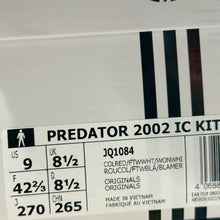 PREDATOR 2002 IC KIT
US 9 UK 8½
F 42⅔ D 8½
J 270 CHN 265
JQ1084
COLRED/FTWWHT/WONWHI
ROUCOL/FTWBLA/BLAMER
ORIGINALS
ORIGINALS
MADE IN VIETNAM
FABRIQUÉ AU VIETNAM